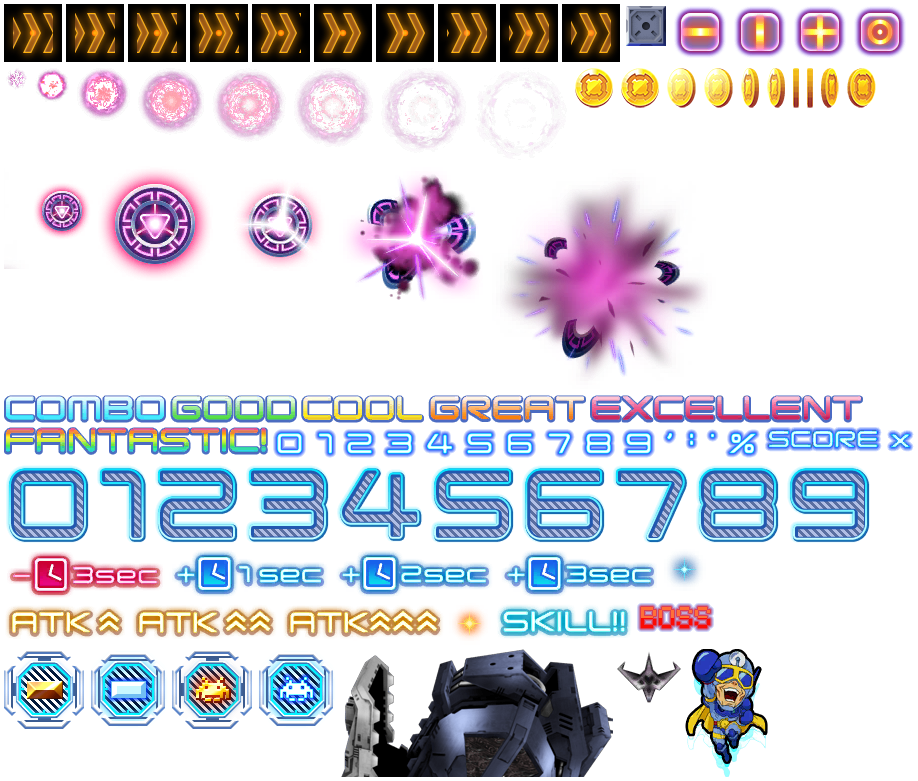 COMBO GOOD COOL GREAT EXCELLENT
FANTASTIC! 0 1 2 3 4 5 6 7 8 9 ' : · % SCORE x
0123456789
-3sec +1sec +2sec +3sec
ATK ATK ATK SKILL!! BOSS